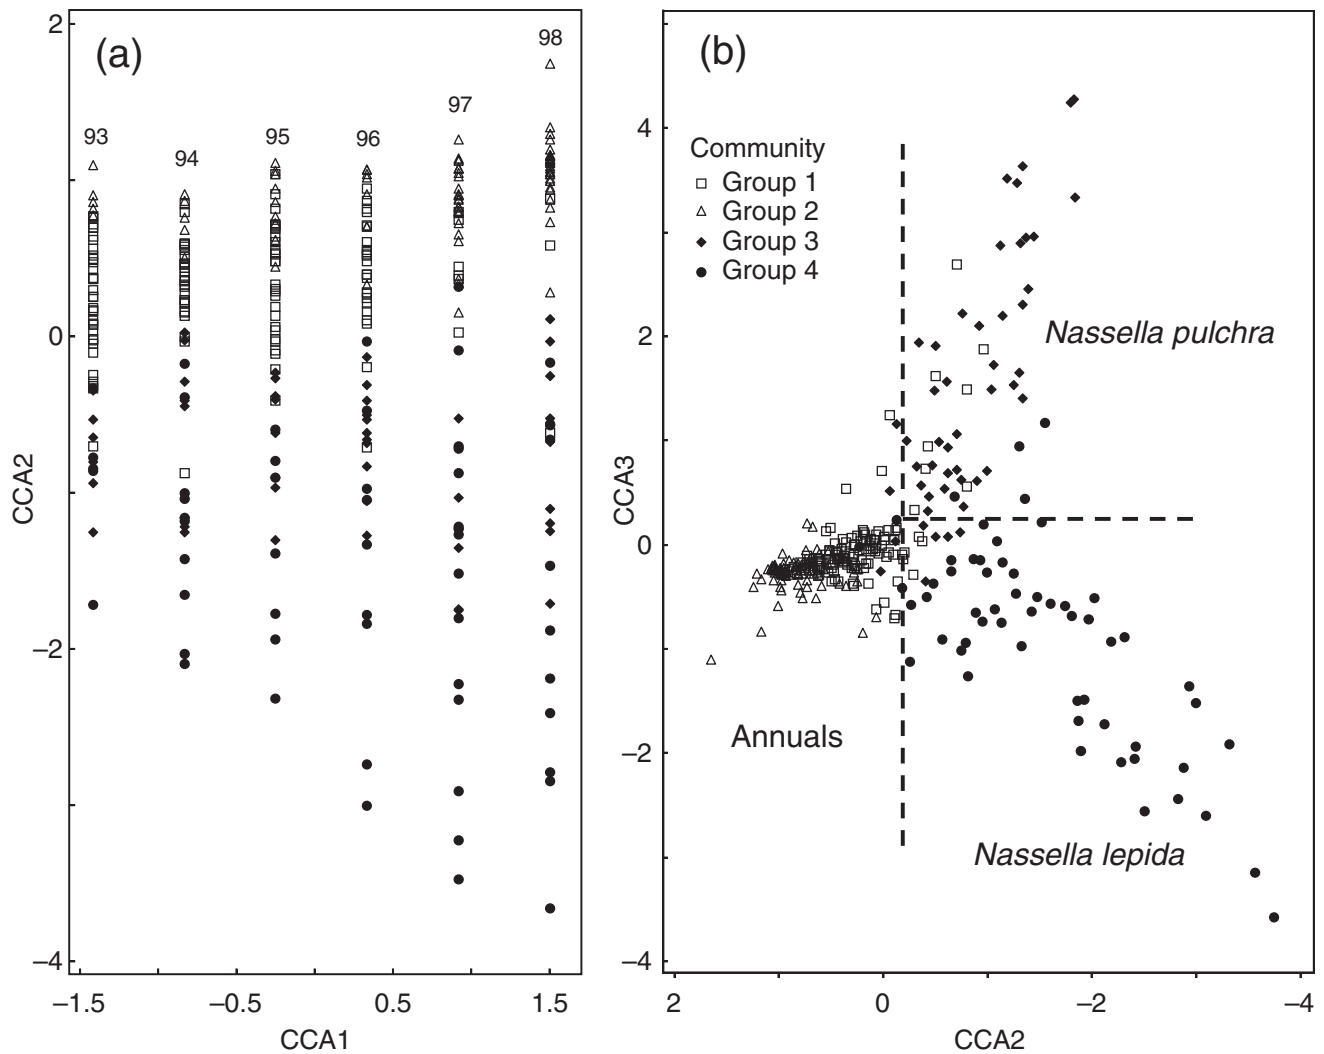 (a)
93
94
95
96
97
98
2
0
−2
−4
CCA2
−1.5
−0.5
0.5
1.5
CCA1
(b)
Community
Group 1
Group 2
Group 3
Group 4
Nassella pulchra
Annuals
Nassella lepida
4
2
0
−2
−4
CCA3
2
0
−2
−4
CCA2